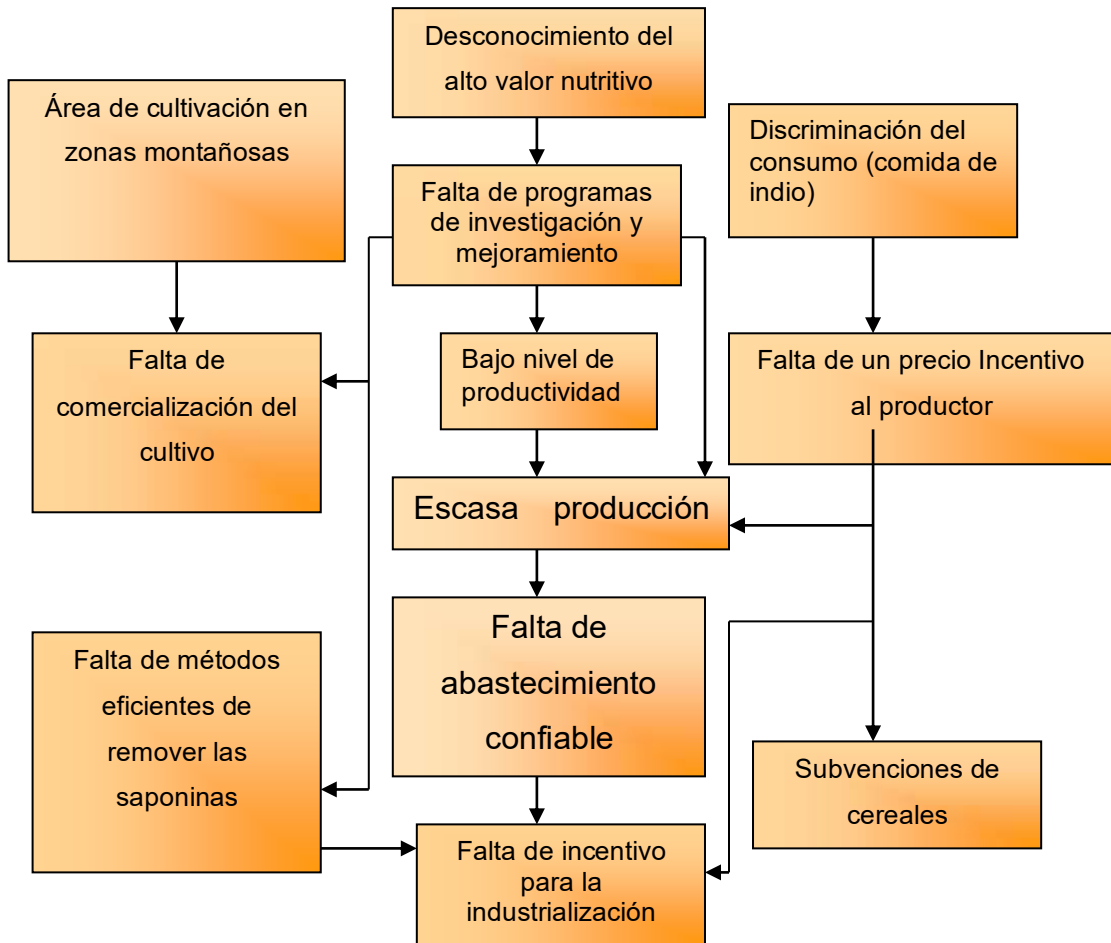 Desconocimiento del
alto valor nutritivo
Área de cultivación en
zonas montañosas
Discriminación del
consumo (comida de
indio)
Falta de programas
de investigación y
mejoramiento
Falta de
comercialización del
cultivo
Bajo nivel de
productividad
Falta de un precio Incentivo
al productor
Escasa producción
Falta de
abastecimiento
confiable
Falta de métodos
eficientes de
remover las
saponinas
Subvenciones de
cereales
Falta de incentivo
para la
industrialización